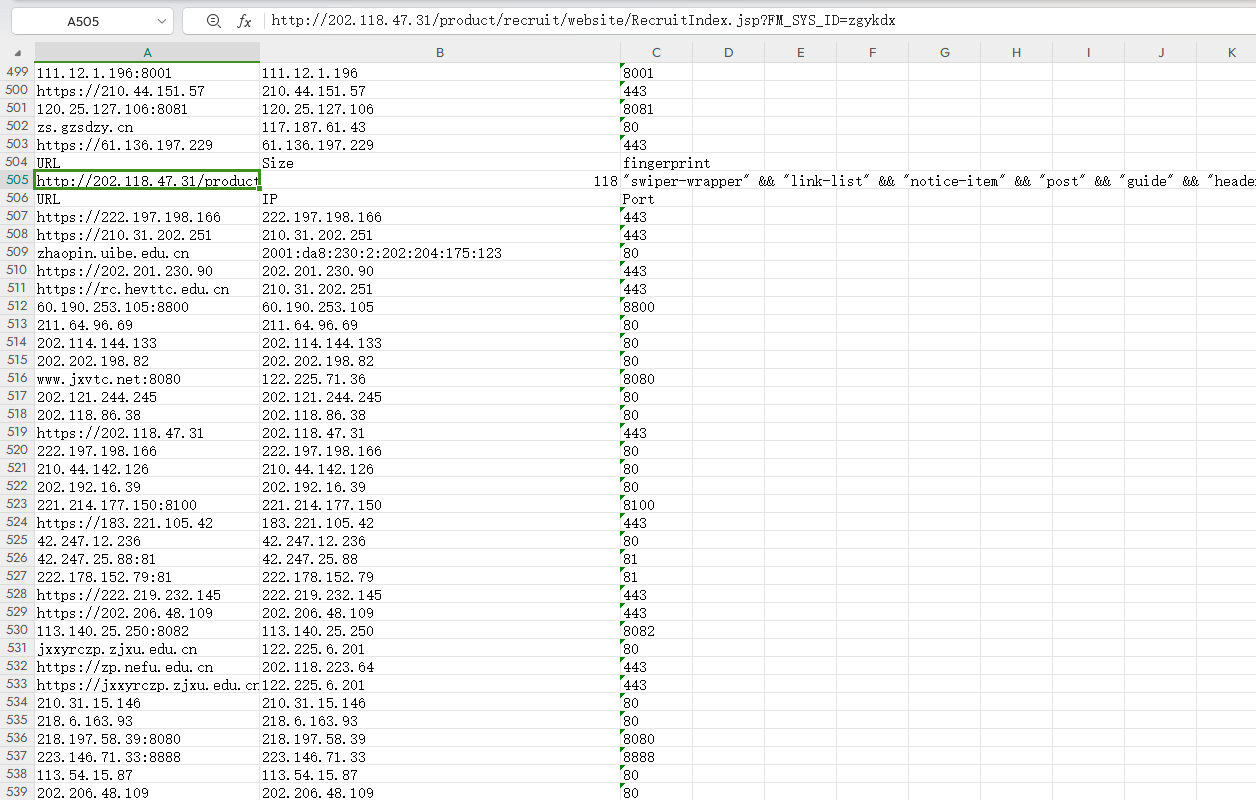 A505 fx http://202.118.47.31/product/recruit/website/RecruitIndex.jsp?FM_SYS_ID=zgykdx
A B C D E F G H I J K
499 111.12.1.196:8001 111.12.1.196 8001
500 https://210.44.151.57 210.44.151.57 443
501 120.25.127.106:8081 120.25.127.106 8081
502 zs.gzsdzy.cn 117.187.61.43 80
503 https://61.136.197.229 61.136.197.229 443
504 URL Size fingerprint
505 http://202.118.47.31/product 118 "swiper-wrapper" && "link-list" && "notice-item" && "post" && "guide" && "heade
506 URL IP Port
507 https://222.197.198.166 222.197.198.166 443
508 https://210.31.202.251 210.31.202.251 443
509 zhaopin.uibe.edu.cn 2001:da8:230:2:202:204:175:123 80
510 https://202.201.230.90 202.201.230.90 443
511 https://rc.hevttc.edu.cn 210.31.202.251 443
512 60.190.253.105:8800 60.190.253.105 8800
513 211.64.96.69 211.64.96.69 80
514 202.114.144.133 202.114.144.133 80
515 202.202.198.82 202.202.198.82 80
516 www.jxvtc.net:8080 122.225.71.36 8080
517 202.121.244.245 202.121.244.245 80
518 202.118.86.38 202.118.86.38 80
519 https://202.118.47.31 202.118.47.31 443
520 222.197.198.166 222.197.198.166 80
521 210.44.142.126 210.44.142.126 80
522 202.192.16.39 202.192.16.39 80
523 221.214.177.150:8100 221.214.177.150 8100
524 https://183.221.105.42 183.221.105.42 443
525 42.247.12.236 42.247.12.236 80
526 42.247.25.88:81 42.247.25.88 81
527 222.178.152.79:81 222.178.152.79 81
528 https://222.219.232.145 222.219.232.145 443
529 https://202.206.48.109 202.206.48.109 443
530 113.140.25.250:8082 113.140.25.250 8082
531 jxxyrczp.zjxu.edu.cn 122.225.6.201 80
532 https://zp.nefu.edu.cn 202.118.223.64 443
533 https://jxxyrczp.zjxu.edu.cn 122.225.6.201 443
534 210.31.15.146 210.31.15.146 80
535 218.6.163.93 218.6.163.93 80
536 218.197.58.39:8080 218.197.58.39 8080
537 223.146.71.33:8888 223.146.71.33 8888
538 113.54.15.87 113.54.15.87 80
539 202.206.48.109 202.206.48.109 80